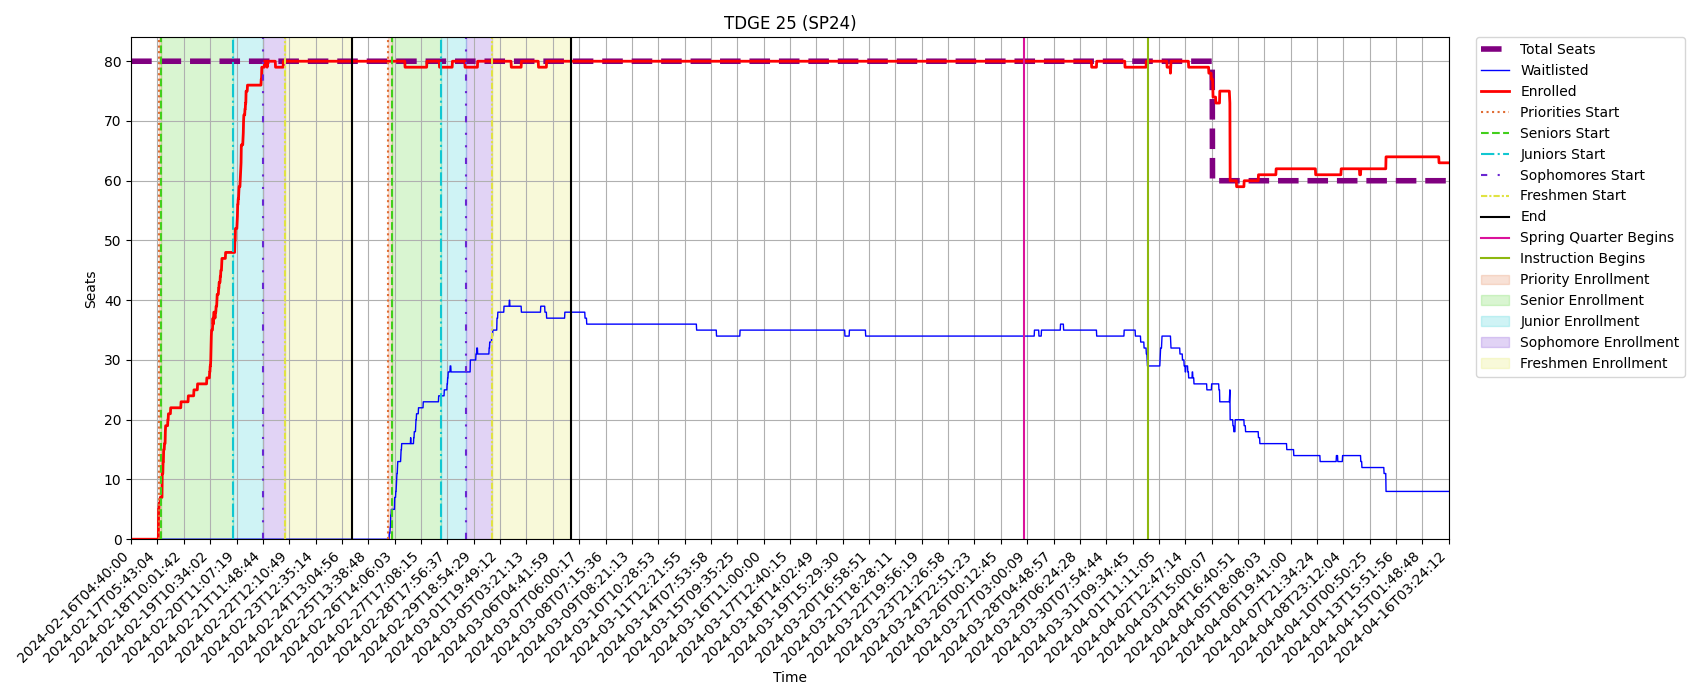 TDGE 25 (SP24)
Seats
80
70
60
50
40
30
20
10
0
2024-02-16T04:40:00
2024-02-17T05:43:04
2024-02-18T10:01:42
2024-02-19T10:34:02
2024-02-20T11:07:19
2024-02-21T11:48:44
2024-02-22T12:10:49
2024-02-23T12:35:14
2024-02-24T13:04:56
2024-02-25T13:38:48
2024-02-26T14:06:03
2024-02-27T17:08:15
2024-02-28T17:56:37
2024-02-29T18:54:29
2024-03-01T19:49:12
2024-03-05T03:21:13
2024-03-06T04:41:59
2024-03-07T06:00:17
2024-03-08T07:15:36
2024-03-09T08:21:13
2024-03-10T10:28:53
2024-03-11T12:21:55
2024-03-14T07:53:58
2024-03-15T09:35:25
2024-03-16T11:00:00
2024-03-17T12:40:15
2024-03-18T14:02:49
2024-03-19T15:29:30
2024-03-20T16:58:51
2024-03-21T18:28:11
2024-03-22T19:56:19
2024-03-23T21:26:58
2024-03-24T22:51:23
2024-03-26T00:12:45
2024-03-27T03:00:09
2024-03-28T04:48:57
2024-03-29T06:24:28
2024-03-30T07:54:44
2024-03-31T09:34:45
2024-04-01T11:11:05
2024-04-02T12:47:14
2024-04-03T15:00:07
2024-04-04T16:40:51
2024-04-05T18:08:03
2024-04-06T19:41:00
2024-04-07T21:34:24
2024-04-08T23:12:04
2024-04-10T00:50:25
2024-04-13T15:51:56
2024-04-15T01:48:48
2024-04-16T03:24:12
Time
Total Seats
Waitlisted
Enrolled
Priorities Start
Seniors Start
Juniors Start
Sophomores Start
Freshmen Start
End
Spring Quarter Begins
Instruction Begins
Priority Enrollment
Senior Enrollment
Junior Enrollment
Sophomore Enrollment
Freshmen Enrollment